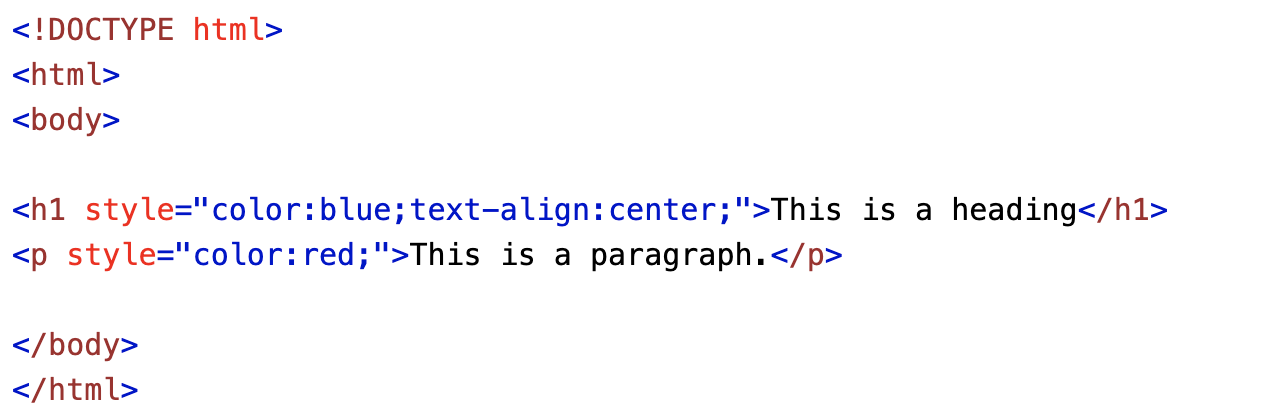 <!DOCTYPE html>
<html>
<body>
<h1 style="color:blue;text-align:center;">This is a heading</h1>
<p style="color:red;">This is a paragraph.</p>
</body>
</html>